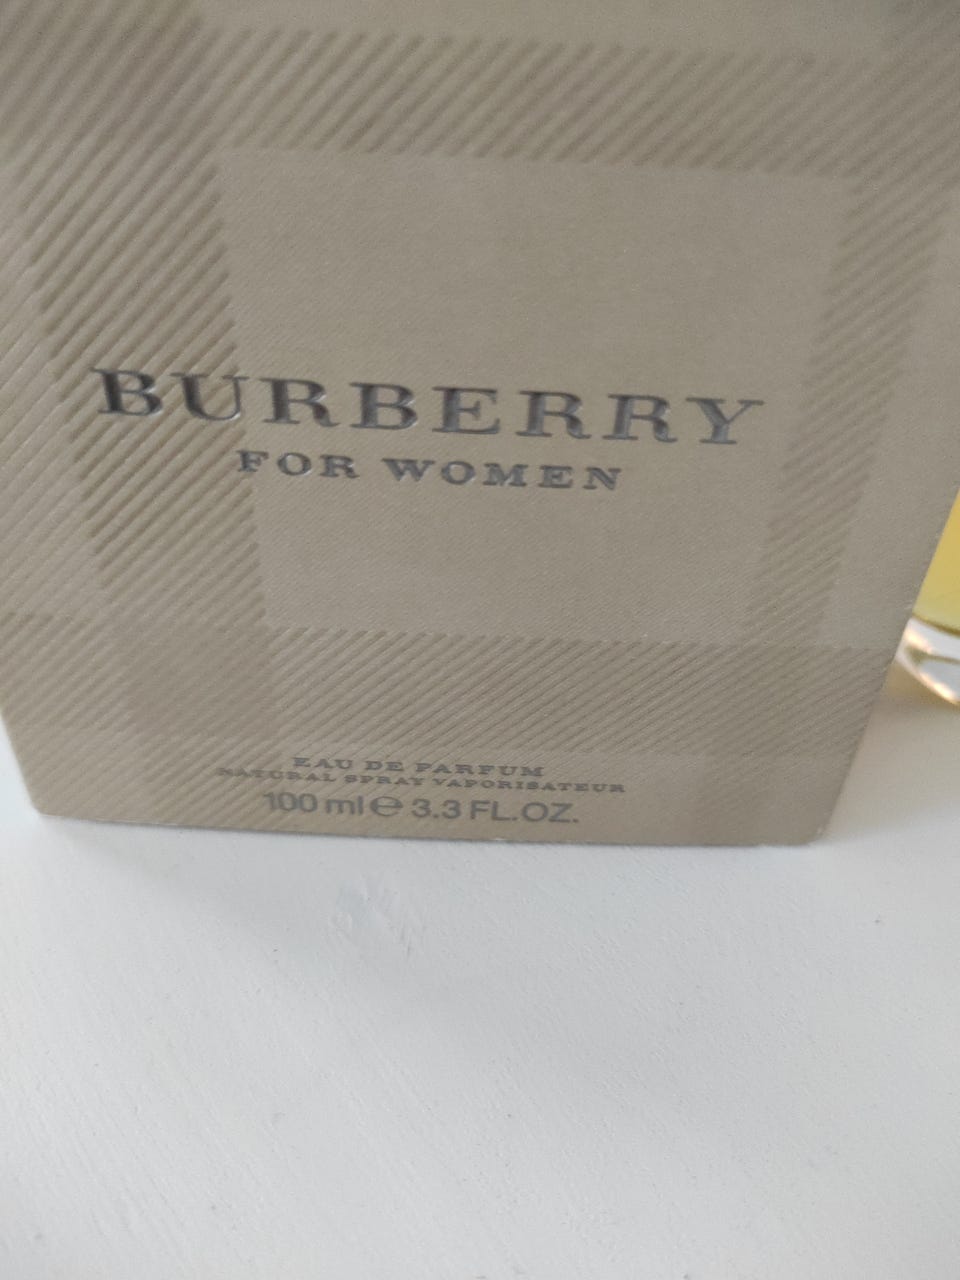 BURBERRY
FOR WOMEN
EAU DE PARFUM
NATURAL SPRAY VAPORISATEUR
100 ml e 3.3 FL.OZ.